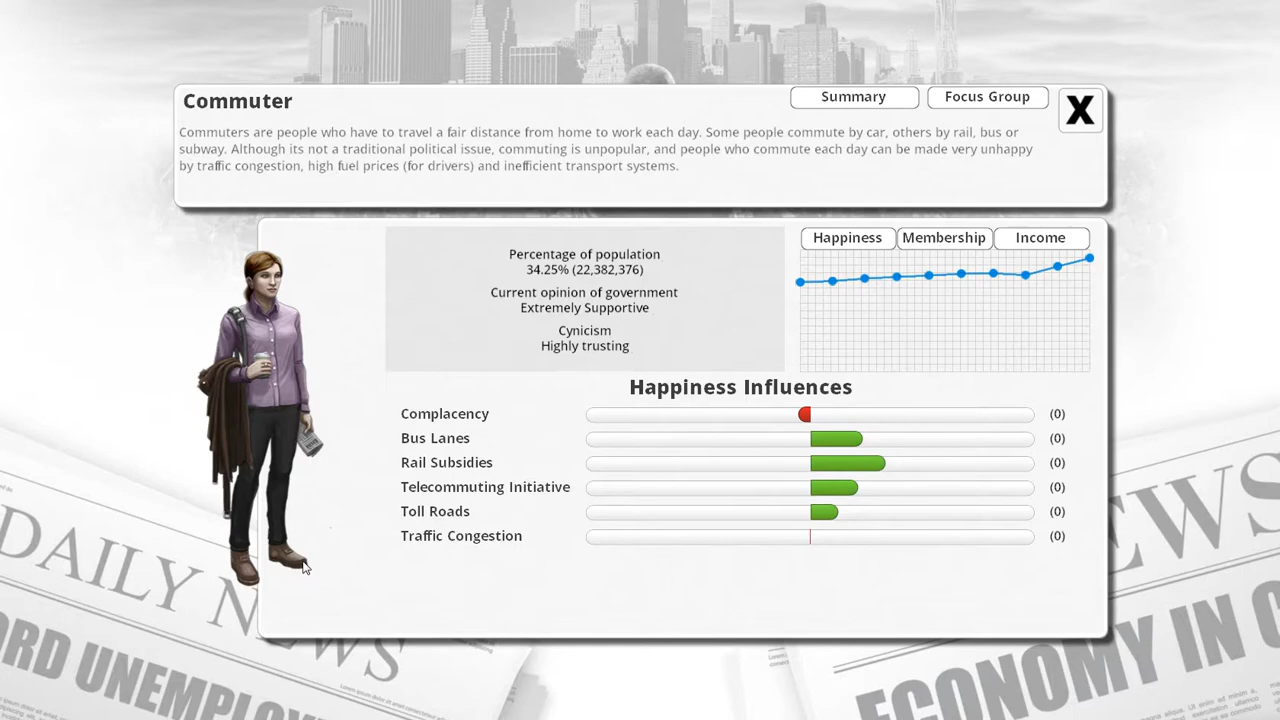 Commuter
Summary
Focus Group
X
Commuters are people who have to travel a fair distance from home to work each day. Some people commute by car, others by rail, bus or
subway. Although its not a traditional political issue, commuting is unpopular, and people who commute each day can be made very unhappy
by traffic congestion, high fuel prices (for drivers) and inefficient transport systems.
Percentage of population
34.25% (22,382,376)
Current opinion of government
Extremely Supportive
Cynicism
Highly trusting
Happiness
Membership
Income
Happiness Influences
Complacency (0)
Bus Lanes (0)
Rail Subsidies (0)
Telecommuting Initiative (0)
Toll Roads (0)
Traffic Congestion (0)
DAILY NEWS
ORD UNEMPLO
NEWS
ECONOMY IN C